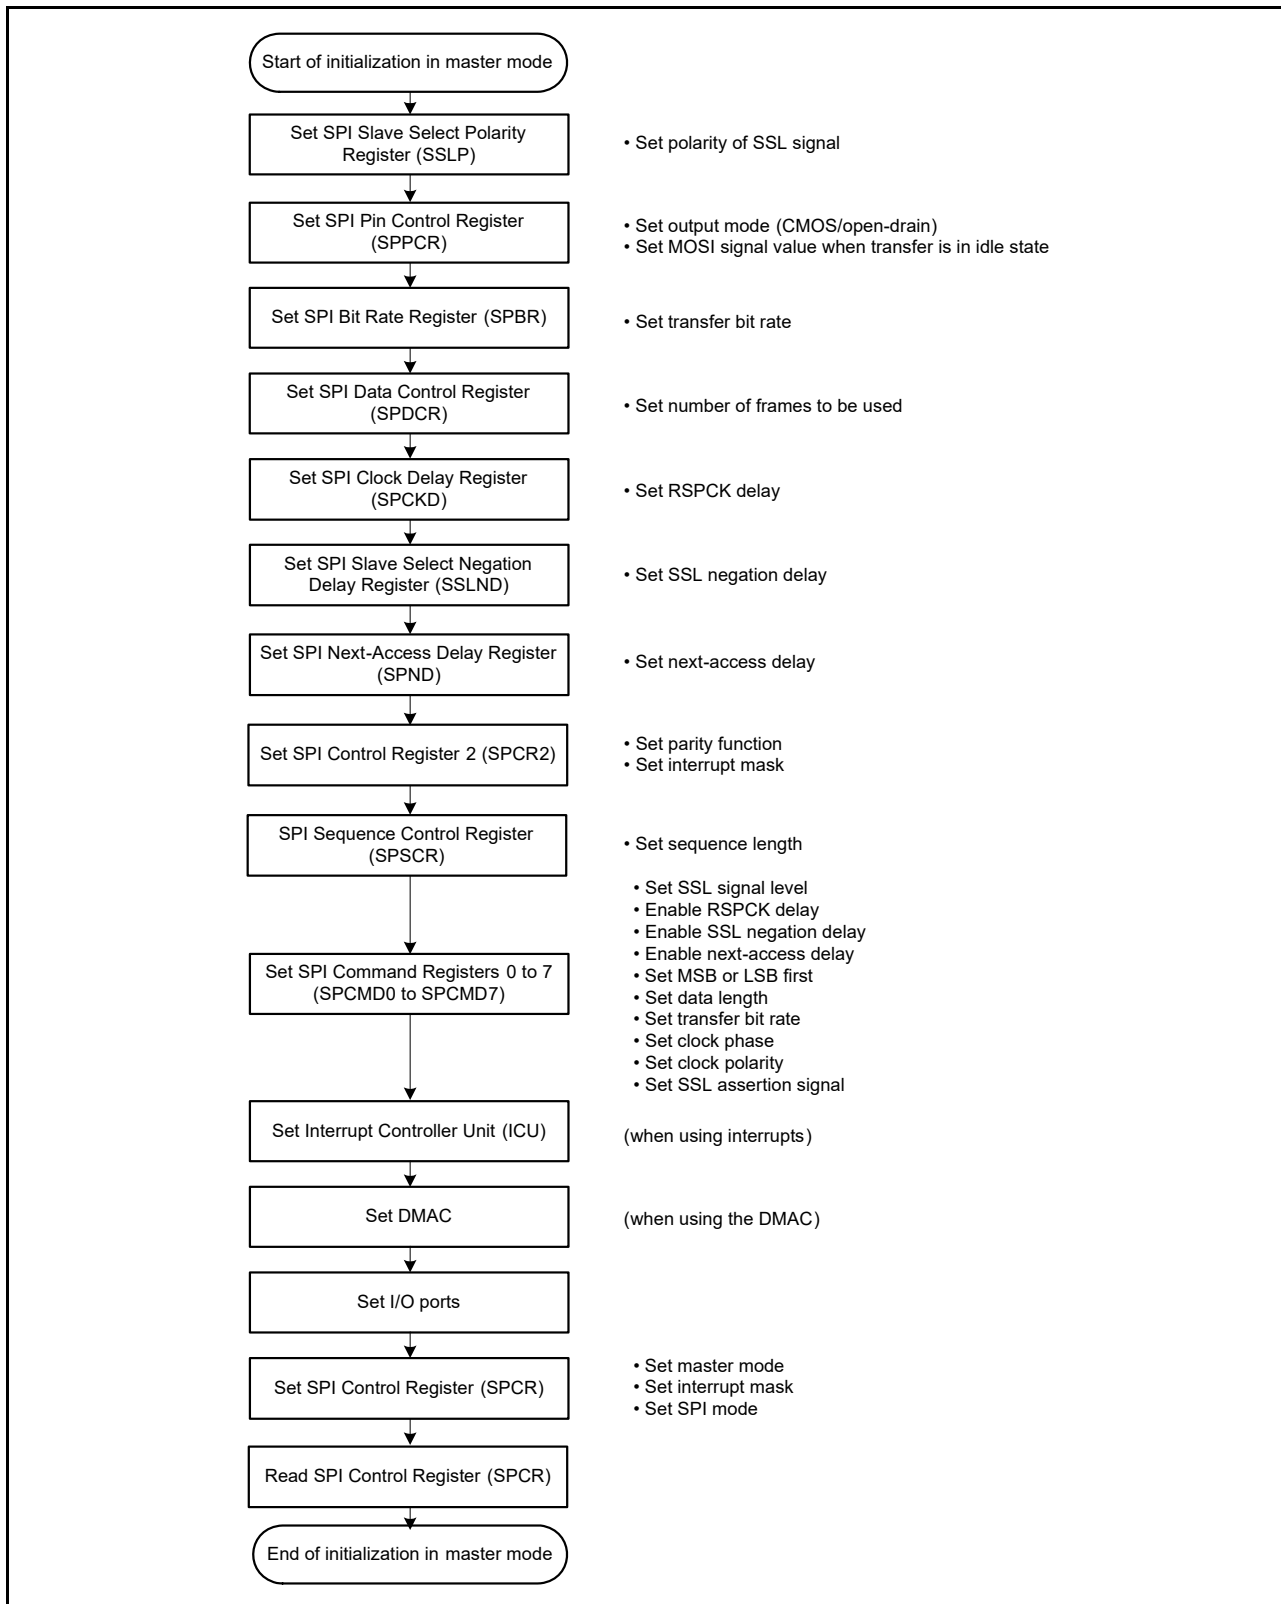 Start of initialization in master mode
Set SPI Slave Select Polarity
Register (SSLP)
• Set polarity of SSL signal
Set SPI Pin Control Register
(SPPCR)
• Set output mode (CMOS/open-drain)
• Set MOSI signal value when transfer is in idle state
Set SPI Bit Rate Register (SPBR)
• Set transfer bit rate
Set SPI Data Control Register
(SPDCR)
• Set number of frames to be used
Set SPI Clock Delay Register
(SPCKD)
• Set RSPCK delay
Set SPI Slave Select Negation
Delay Register (SSLND)
• Set SSL negation delay
Set SPI Next-Access Delay Register
(SPND)
• Set next-access delay
Set SPI Control Register 2 (SPCR2)
• Set parity function
• Set interrupt mask
SPI Sequence Control Register
(SPSCR)
• Set sequence length
Set SPI Command Registers 0 to 7
(SPCMD0 to SPCMD7)
• Set SSL signal level
• Enable RSPCK delay
• Enable SSL negation delay
• Enable next-access delay
• Set MSB or LSB first
• Set data length
• Set transfer bit rate
• Set clock phase
• Set clock polarity
• Set SSL assertion signal
Set Interrupt Controller Unit (ICU)
(when using interrupts)
Set DMAC
(when using the DMAC)
Set I/O ports
Set SPI Control Register (SPCR)
• Set master mode
• Set interrupt mask
• Set SPI mode
Read SPI Control Register (SPCR)
End of initialization in master mode